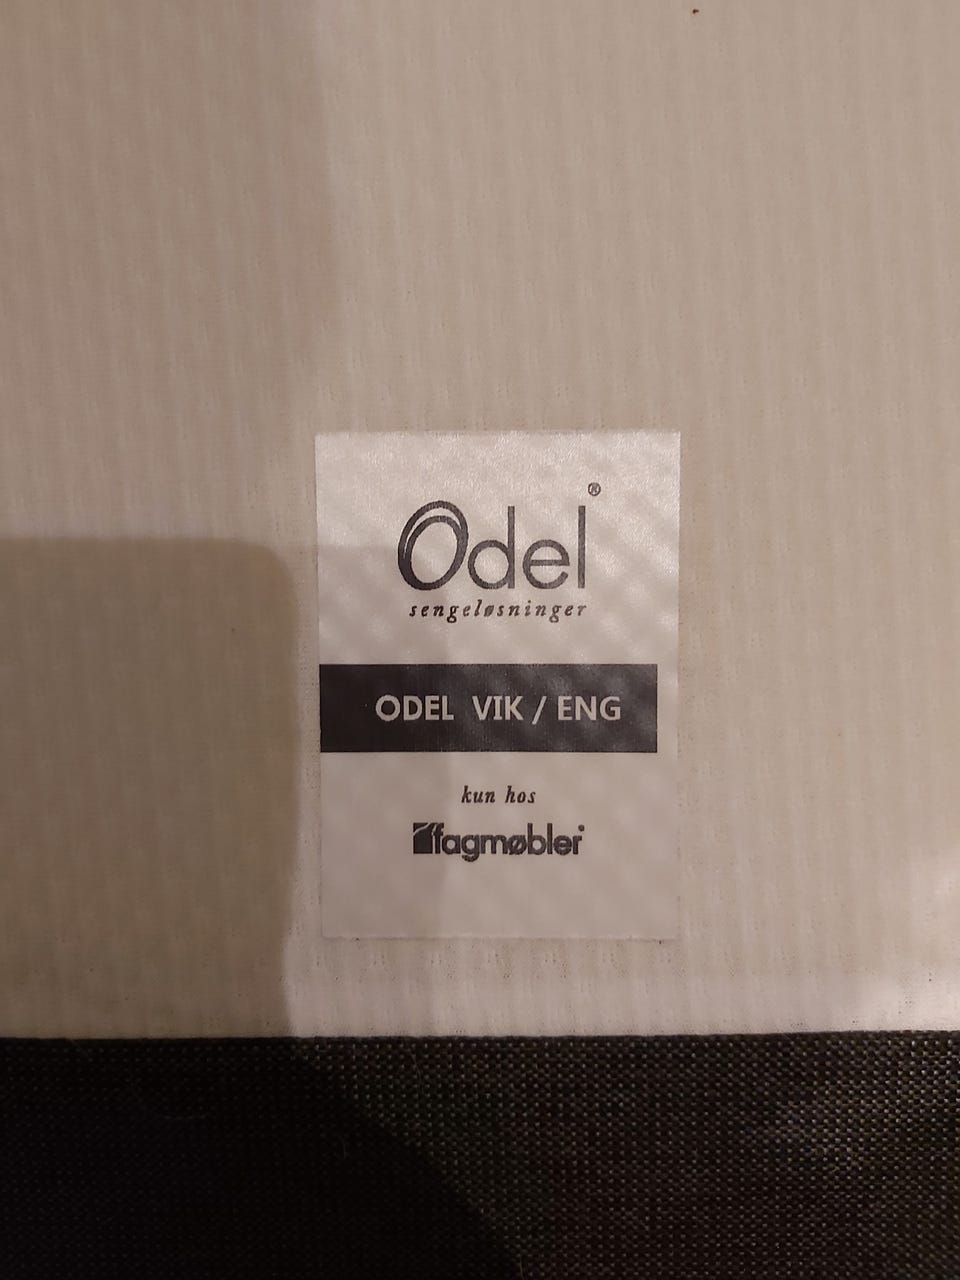 Odel®
sengeløsninger
ODEL VIK / ENG
kun hos
fagmøbler